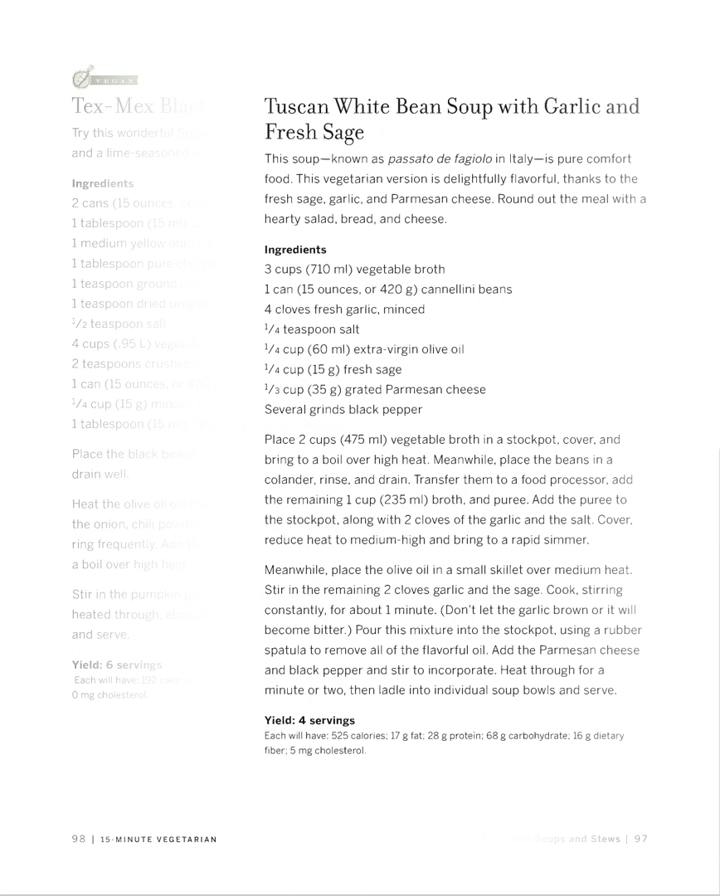 VEGAN
Tex-Mex
Try this wonderful
and a lime-seasoned
Ingredients
2 cans (15 ounces,
1 tablespoon (15 ml)
1 medium yellow
1 tablespoon pure
1 teaspoon ground
1 teaspoon dried
1/2 teaspoon salt
4 cups (.95 L)
2 teaspoons crushed
1 can (15 ounces, or
1/4 cup (15 g)
1 tablespoon (15
Place the black
drain well.
Heat the olive oil
the onion, chili
ring frequently.
a boil over high heat
Stir in the pumpkin
heated through,
and serve.
Yield: 6 servings
Each will have: 192
0 mg cholesterol.
98 | 15-MINUTE VEGETARIAN
Tuscan White Bean Soup with Garlic and
Fresh Sage
This soup—known as passato de fagiolo in Italy—is pure comfort
food. This vegetarian version is delightfully flavorful, thanks to the
fresh sage, garlic, and Parmesan cheese. Round out the meal with a
hearty salad, bread, and cheese.
Ingredients
3 cups (710 ml) vegetable broth
1 can (15 ounces, or 420 g) cannellini beans
4 cloves fresh garlic, minced
1/4 teaspoon salt
1/4 cup (60 ml) extra-virgin olive oil
1/4 cup (15 g) fresh sage
1/3 cup (35 g) grated Parmesan cheese
Several grinds black pepper
Place 2 cups (475 ml) vegetable broth in a stockpot, cover, and
bring to a boil over high heat. Meanwhile, place the beans in a
colander, rinse, and drain. Transfer them to a food processor, add
the remaining 1 cup (235 ml) broth, and puree. Add the puree to
the stockpot, along with 2 cloves of the garlic and the salt. Cover,
reduce heat to medium-high and bring to a rapid simmer.
Meanwhile, place the olive oil in a small skillet over medium heat.
Stir in the remaining 2 cloves garlic and the sage. Cook, stirring
constantly, for about 1 minute. (Don't let the garlic brown or it will
become bitter.) Pour this mixture into the stockpot, using a rubber
spatula to remove all of the flavorful oil. Add the Parmesan cheese
and black pepper and stir to incorporate. Heat through for a
minute or two, then ladle into individual soup bowls and serve.
Yield: 4 servings
Each will have: 525 calories; 17 g fat; 28 g protein; 68 g carbohydrate; 16 g dietary
fiber; 5 mg cholesterol.
Soups and Stews | 97